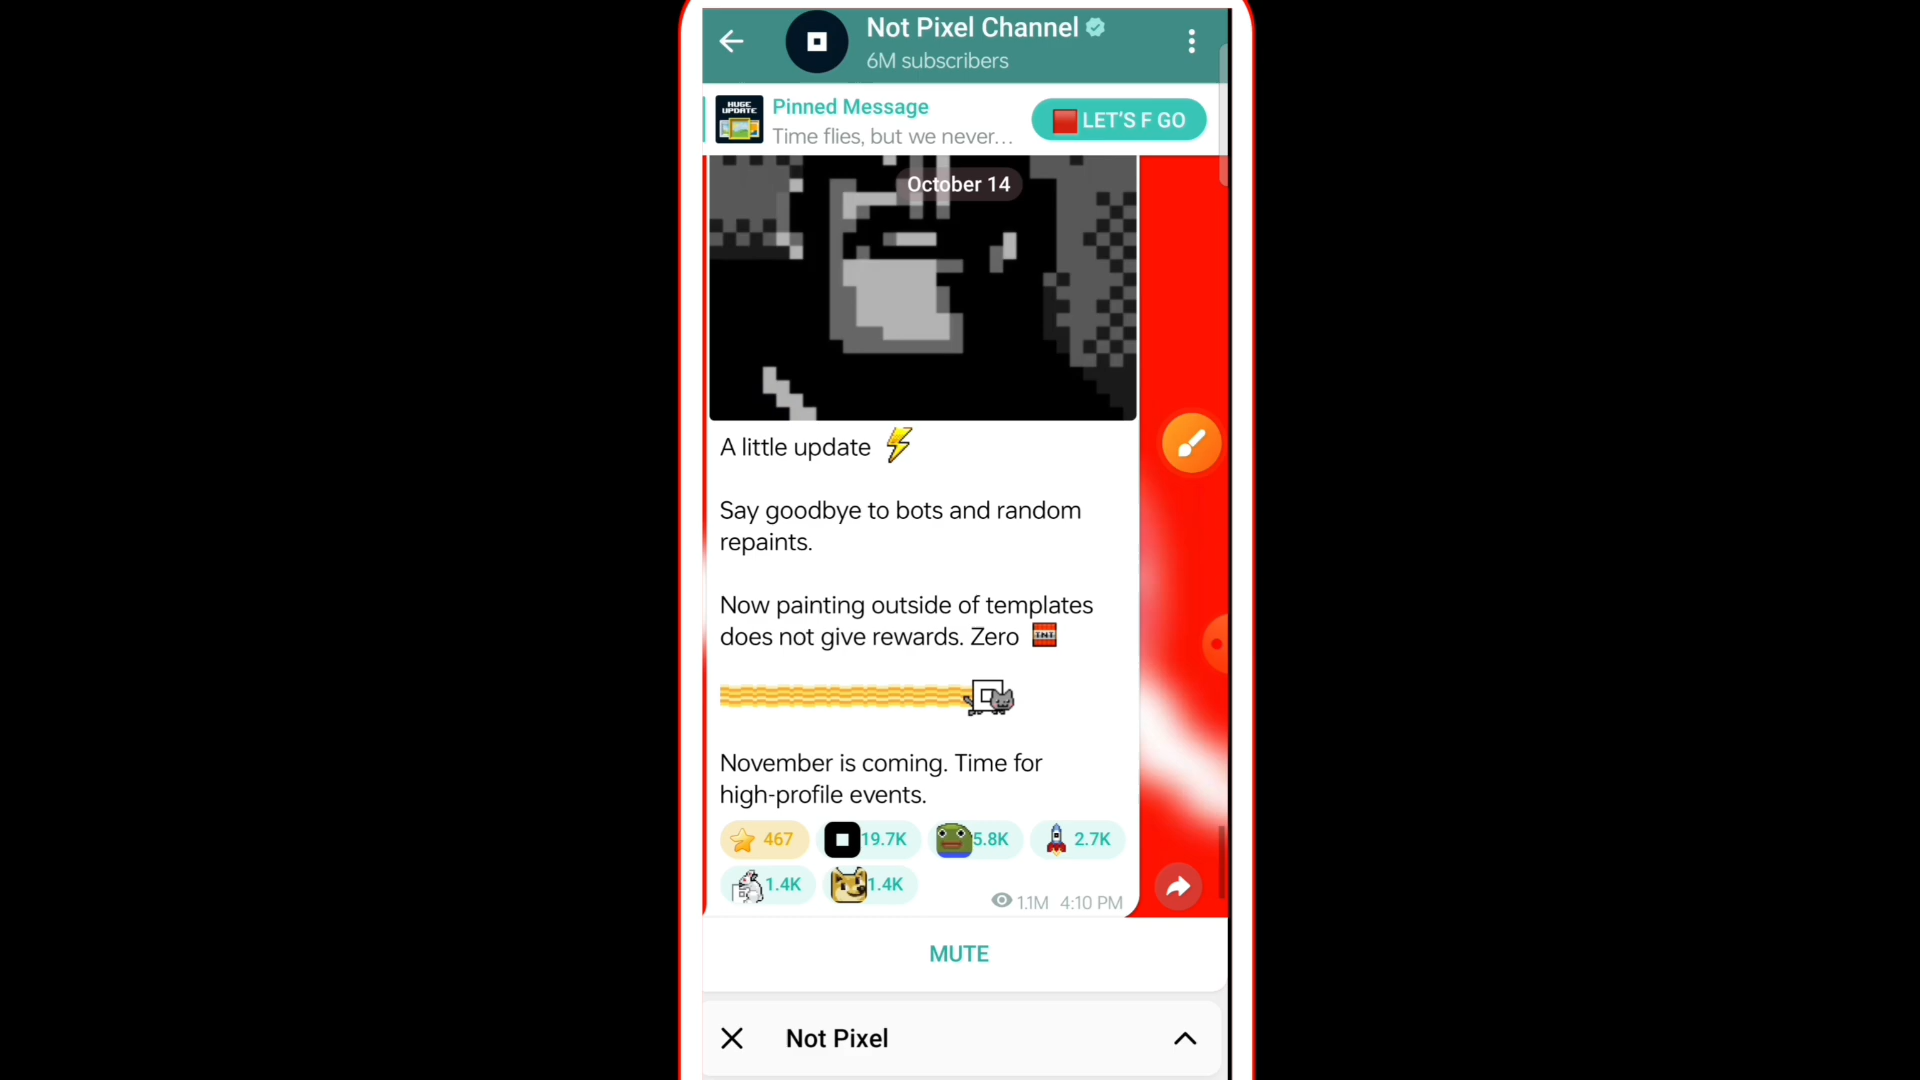 Not Pixel Channel
6M subscribers
HUGE
UPDATE
Pinned Message
Time flies, but we never...
LET'S F GO
October 14
A little update
Say goodbye to bots and random
repaints.
Now painting outside of templates
does not give rewards. Zero TNT
November is coming. Time for
high-profile events.
467 19.7K 5.8K 2.7K
1.4K 1.4K
1.1M 4:10 PM
MUTE
Not Pixel